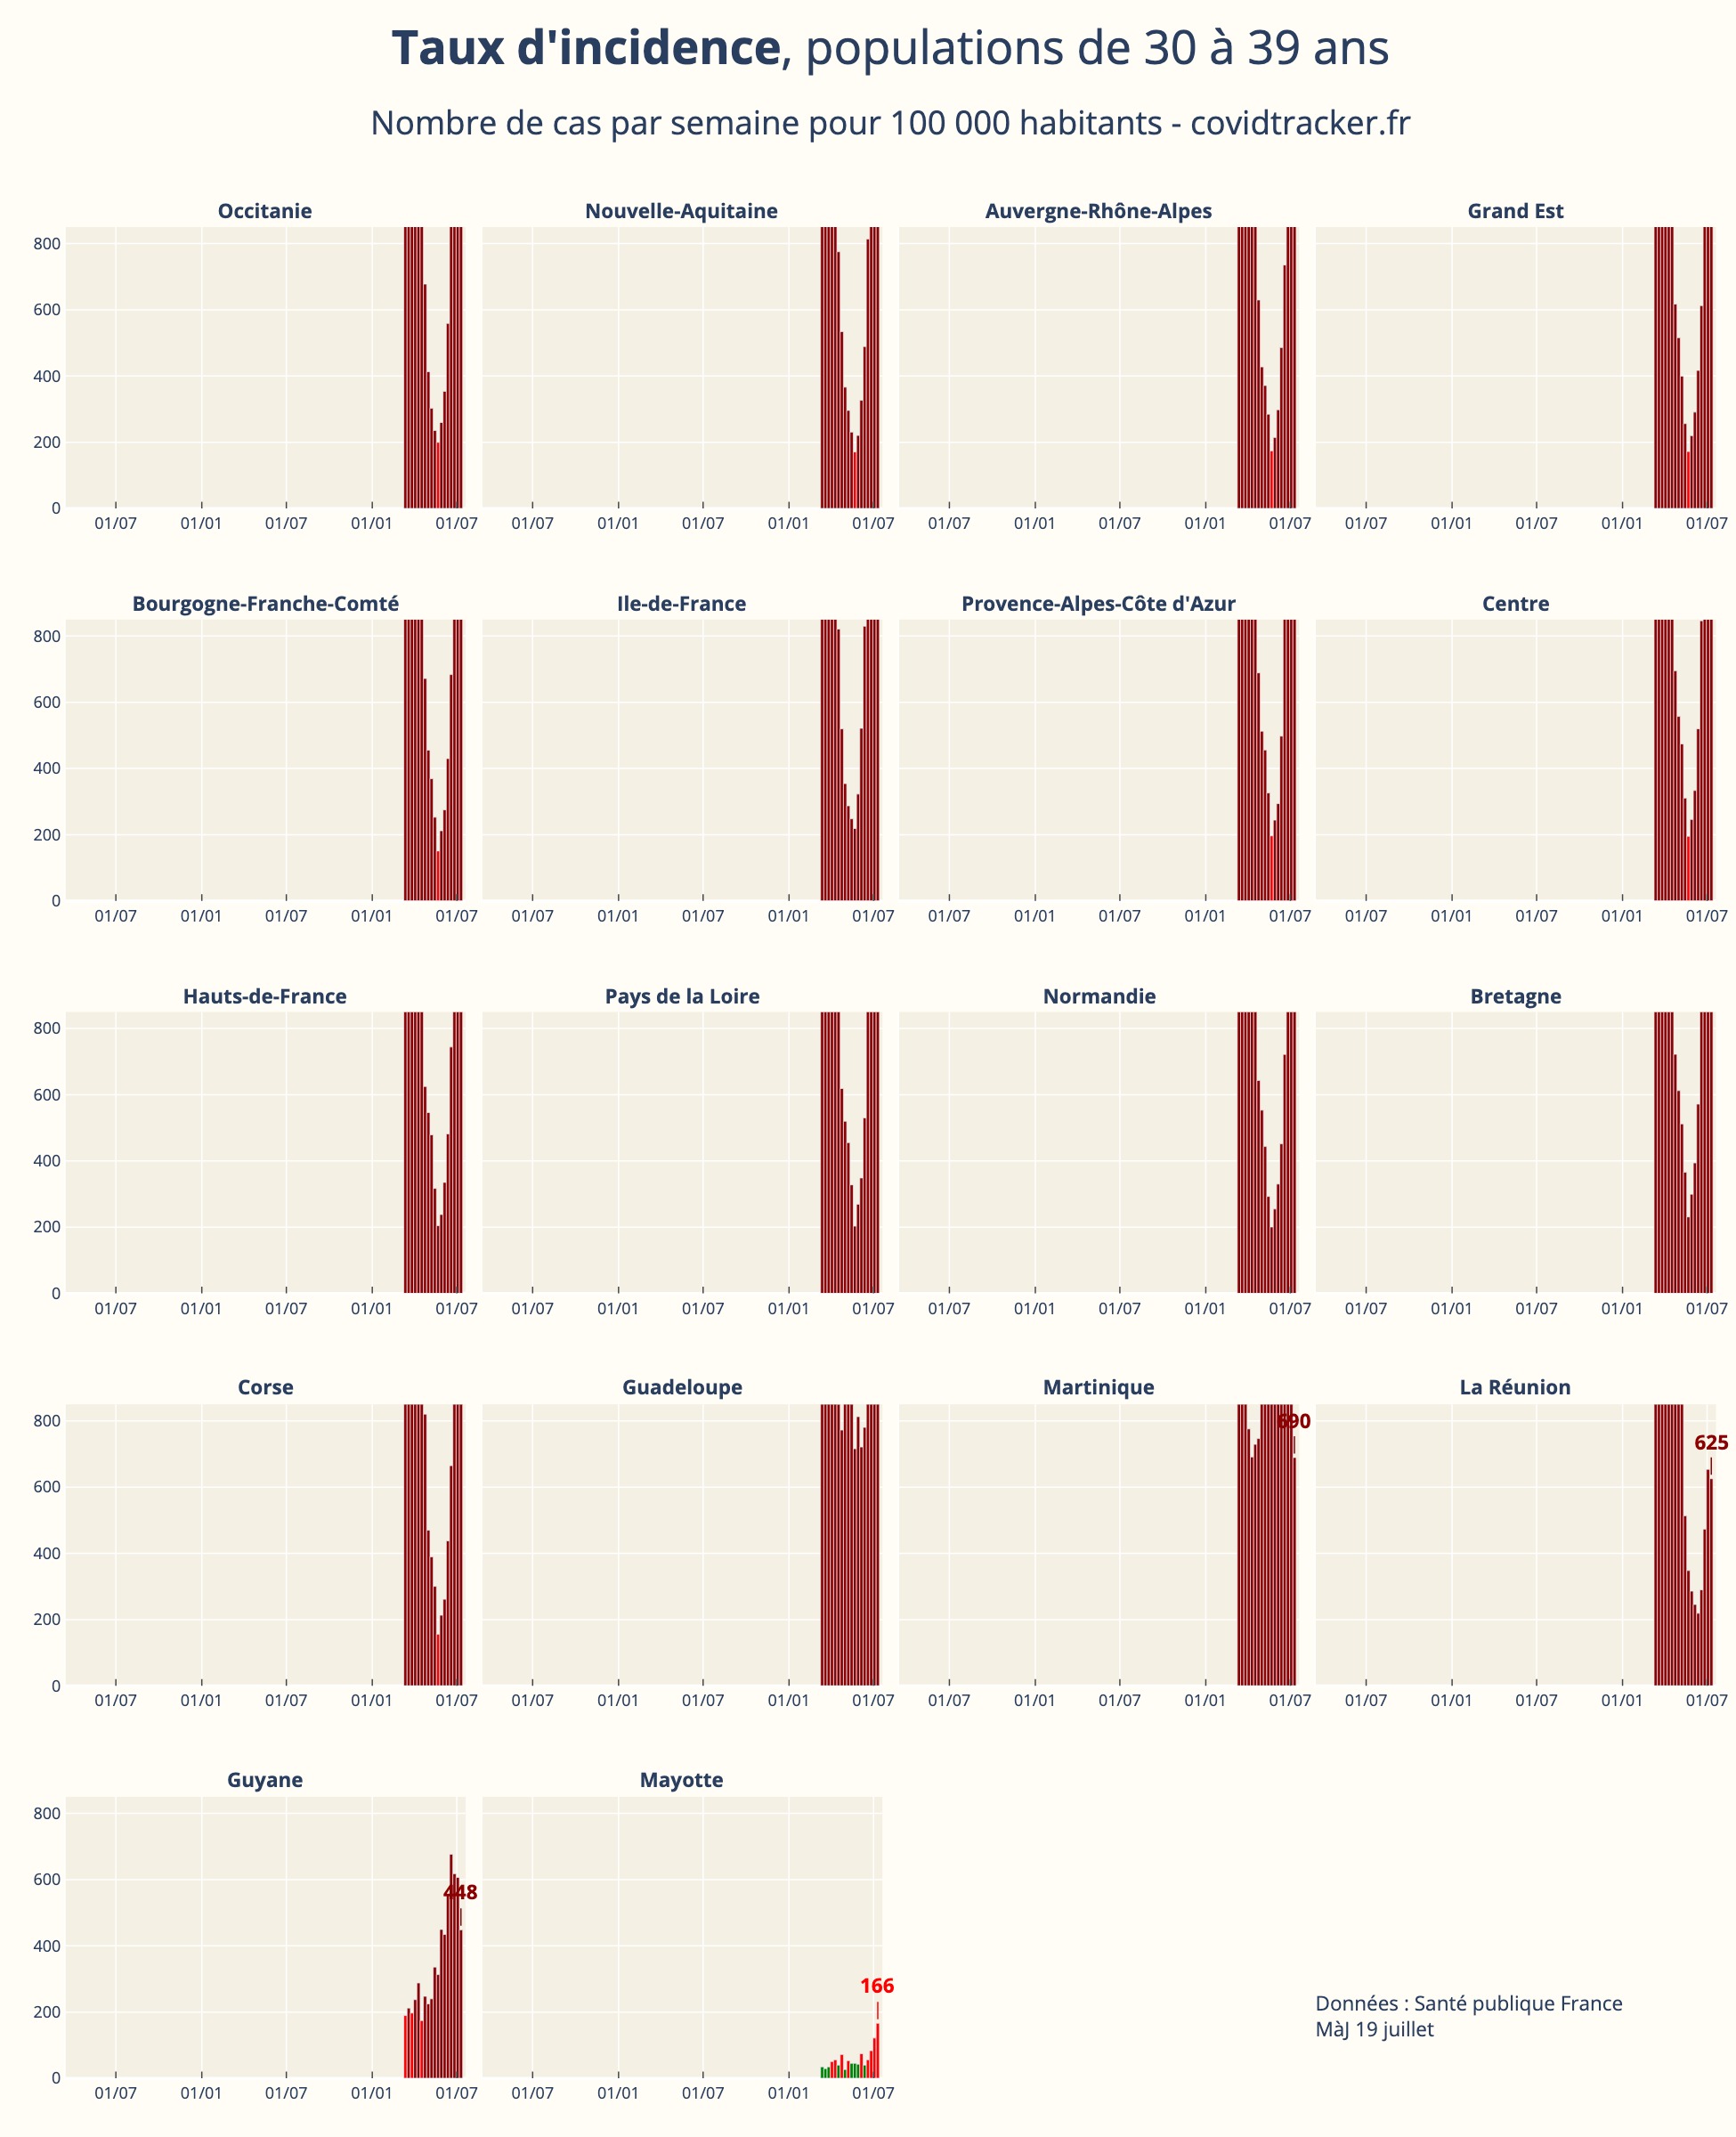 Taux d'incidence, populations de 30 à 39 ans
Nombre de cas par semaine pour 100 000 habitants - covidtracker.fr
Occitanie
Nouvelle-Aquitaine
Auvergne-Rhône-Alpes
Grand Est
800
600
400
200
0
01/07 01/01 01/07 01/01 01/07
01/07 01/01 01/07 01/01 01/07
01/07 01/01 01/07 01/01 01/07
01/07 01/01 01/07 01/01 01/07
Bourgogne-Franche-Comté
Ile-de-France
Provence-Alpes-Côte d'Azur
Centre
800
600
400
200
0
01/07 01/01 01/07 01/01 01/07
01/07 01/01 01/07 01/01 01/07
01/07 01/01 01/07 01/01 01/07
01/07 01/01 01/07 01/01 01/07
Hauts-de-France
Pays de la Loire
Normandie
Bretagne
800
600
400
200
0
01/07 01/01 01/07 01/01 01/07
01/07 01/01 01/07 01/01 01/07
01/07 01/01 01/07 01/01 01/07
01/07 01/01 01/07 01/01 01/07
Corse
Guadeloupe
Martinique
La Réunion
800
600
400
200
0
690
625
01/07 01/01 01/07 01/01 01/07
01/07 01/01 01/07 01/01 01/07
01/07 01/01 01/07 01/01 01/07
01/07 01/01 01/07 01/01 01/07
Guyane
Mayotte
800
600
400
200
0
448
166
01/07 01/01 01/07 01/01 01/07
01/07 01/01 01/07 01/01 01/07
Données : Santé publique France
MàJ 19 juillet